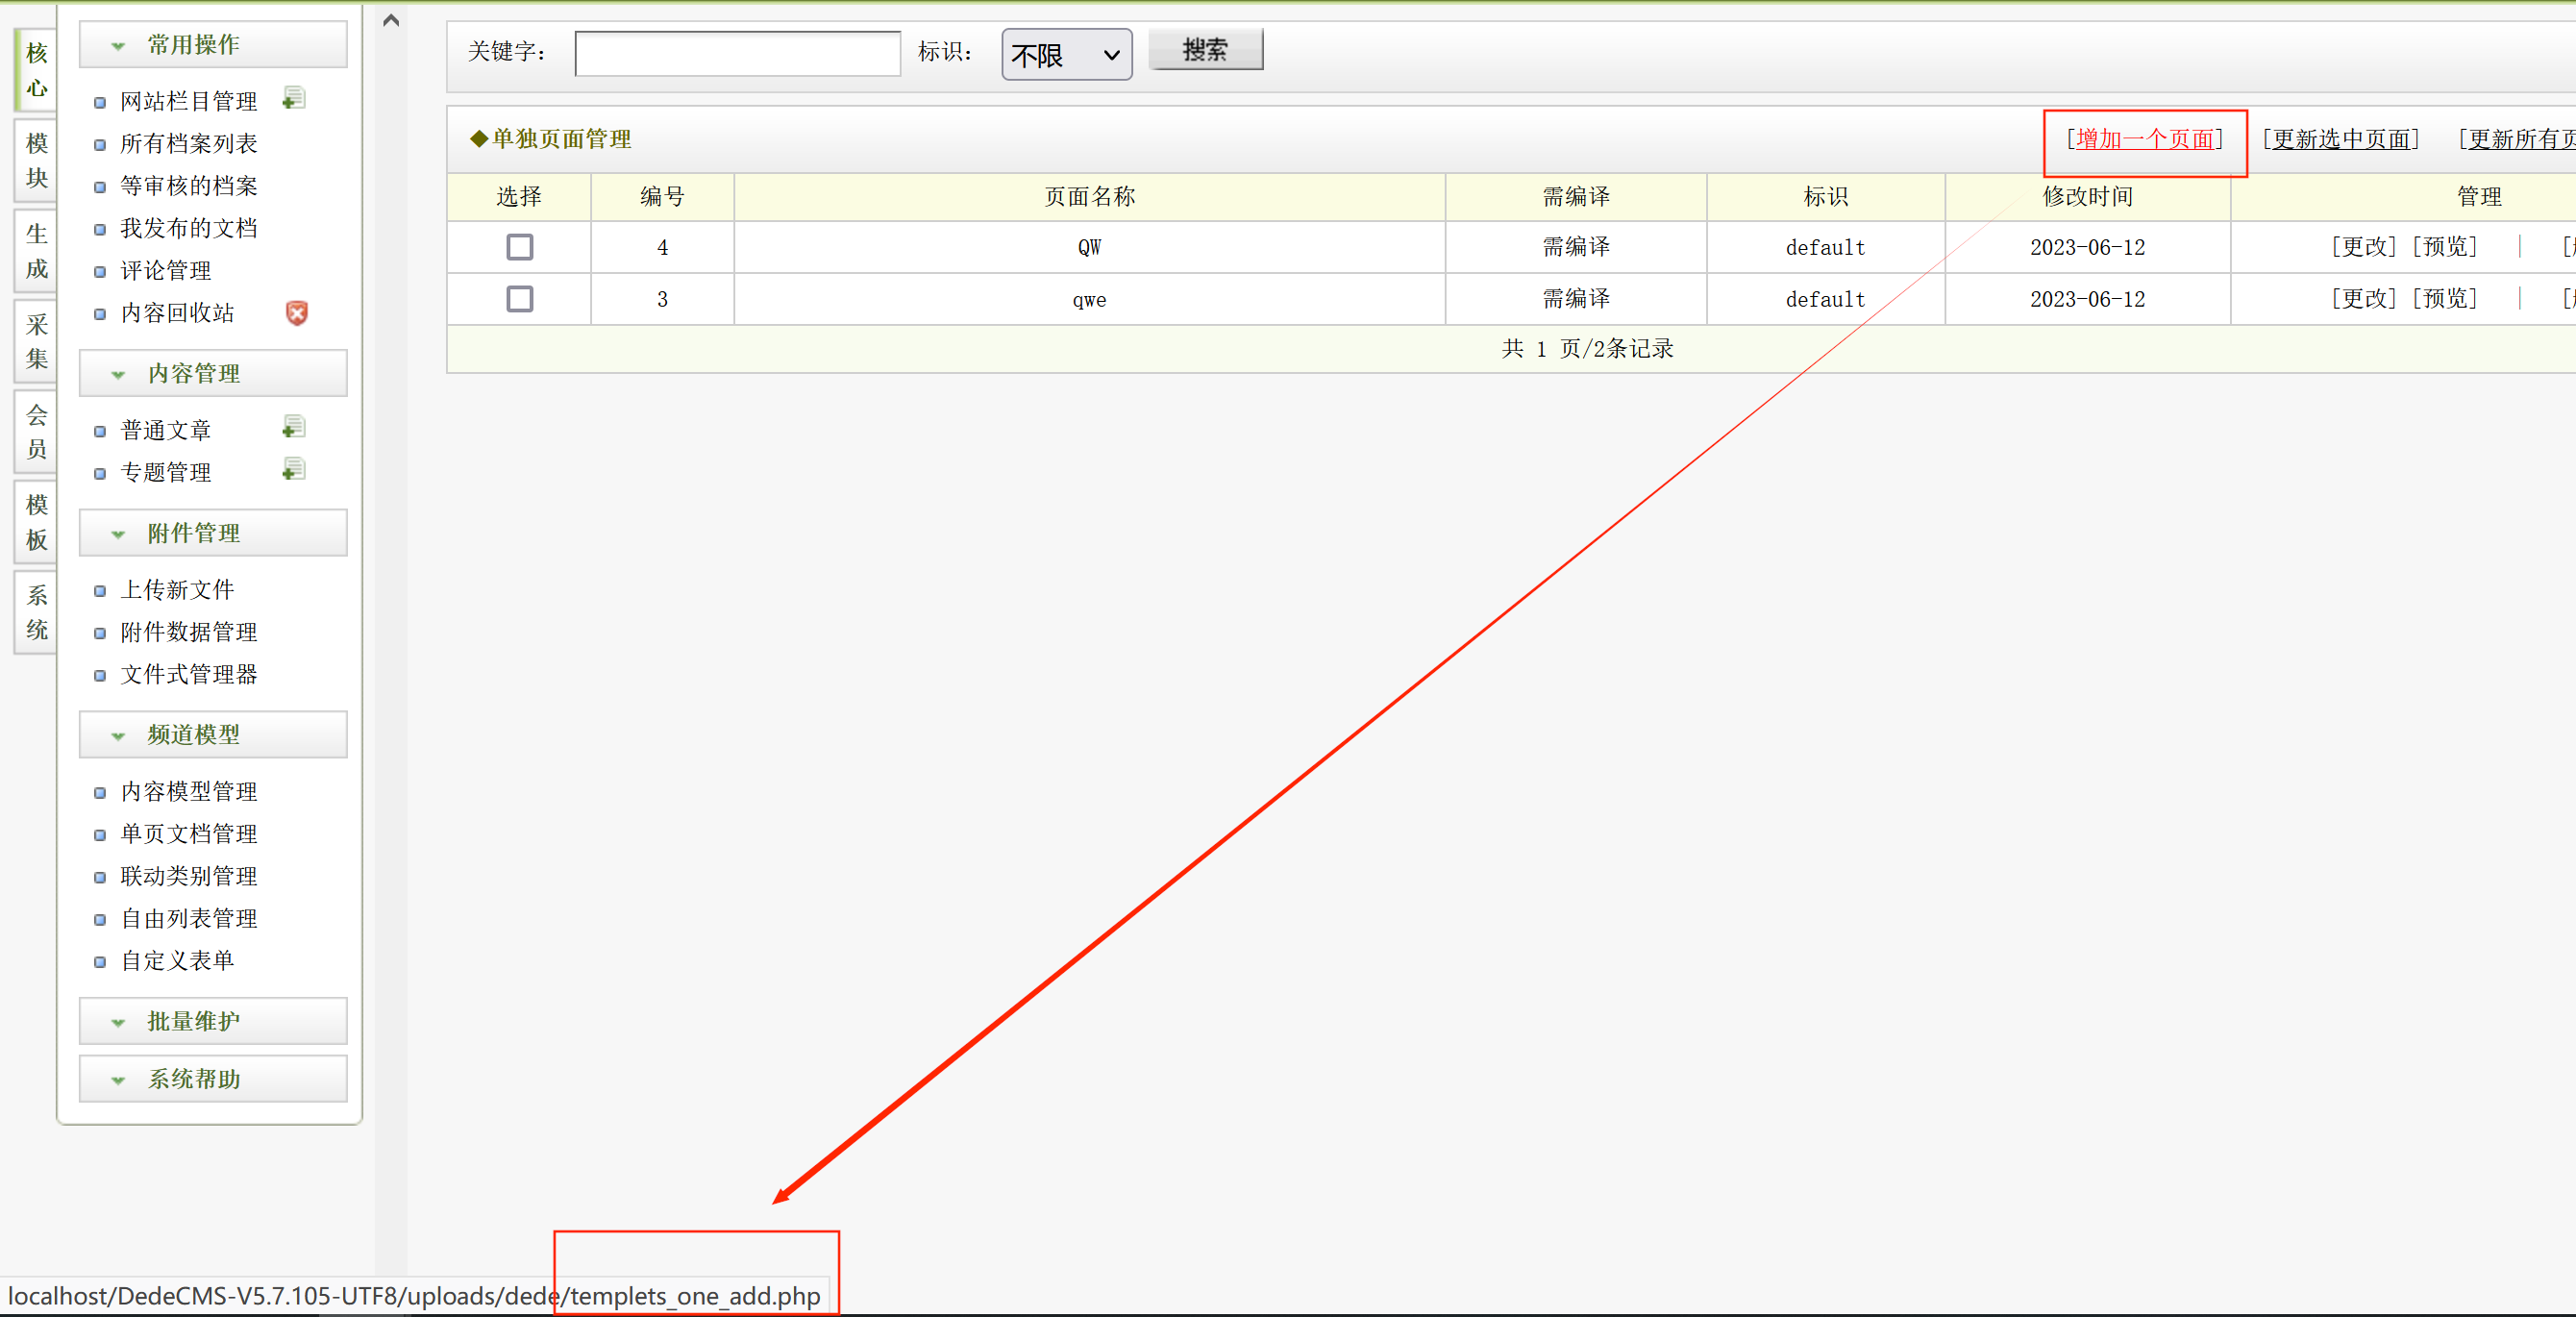 核心
模块
生成
采集
会员
模板
系统
常用操作
网站栏目管理
所有档案列表
等审核的档案
我发布的文档
评论管理
内容回收站
内容管理
普通文章
专题管理
附件管理
上传新文件
附件数据管理
文件式管理器
频道模型
内容模型管理
单页文档管理
联动类别管理
自由列表管理
自定义表单
批量维护
系统帮助
关键字： 标识： 不限 搜索
◆单独页面管理 [增加一个页面] [更新选中页面] [更新所有页
选择 编号 页面名称 需编译 标识 修改时间 管理
4 QW 需编译 default 2023-06-12 [更改] [预览] | [
3 qwe 需编译 default 2023-06-12 [更改] [预览] | [
共 1 页/2条记录
localhost/DedeCMS-V5.7.105-UTF8/uploads/dede/templets_one_add.php